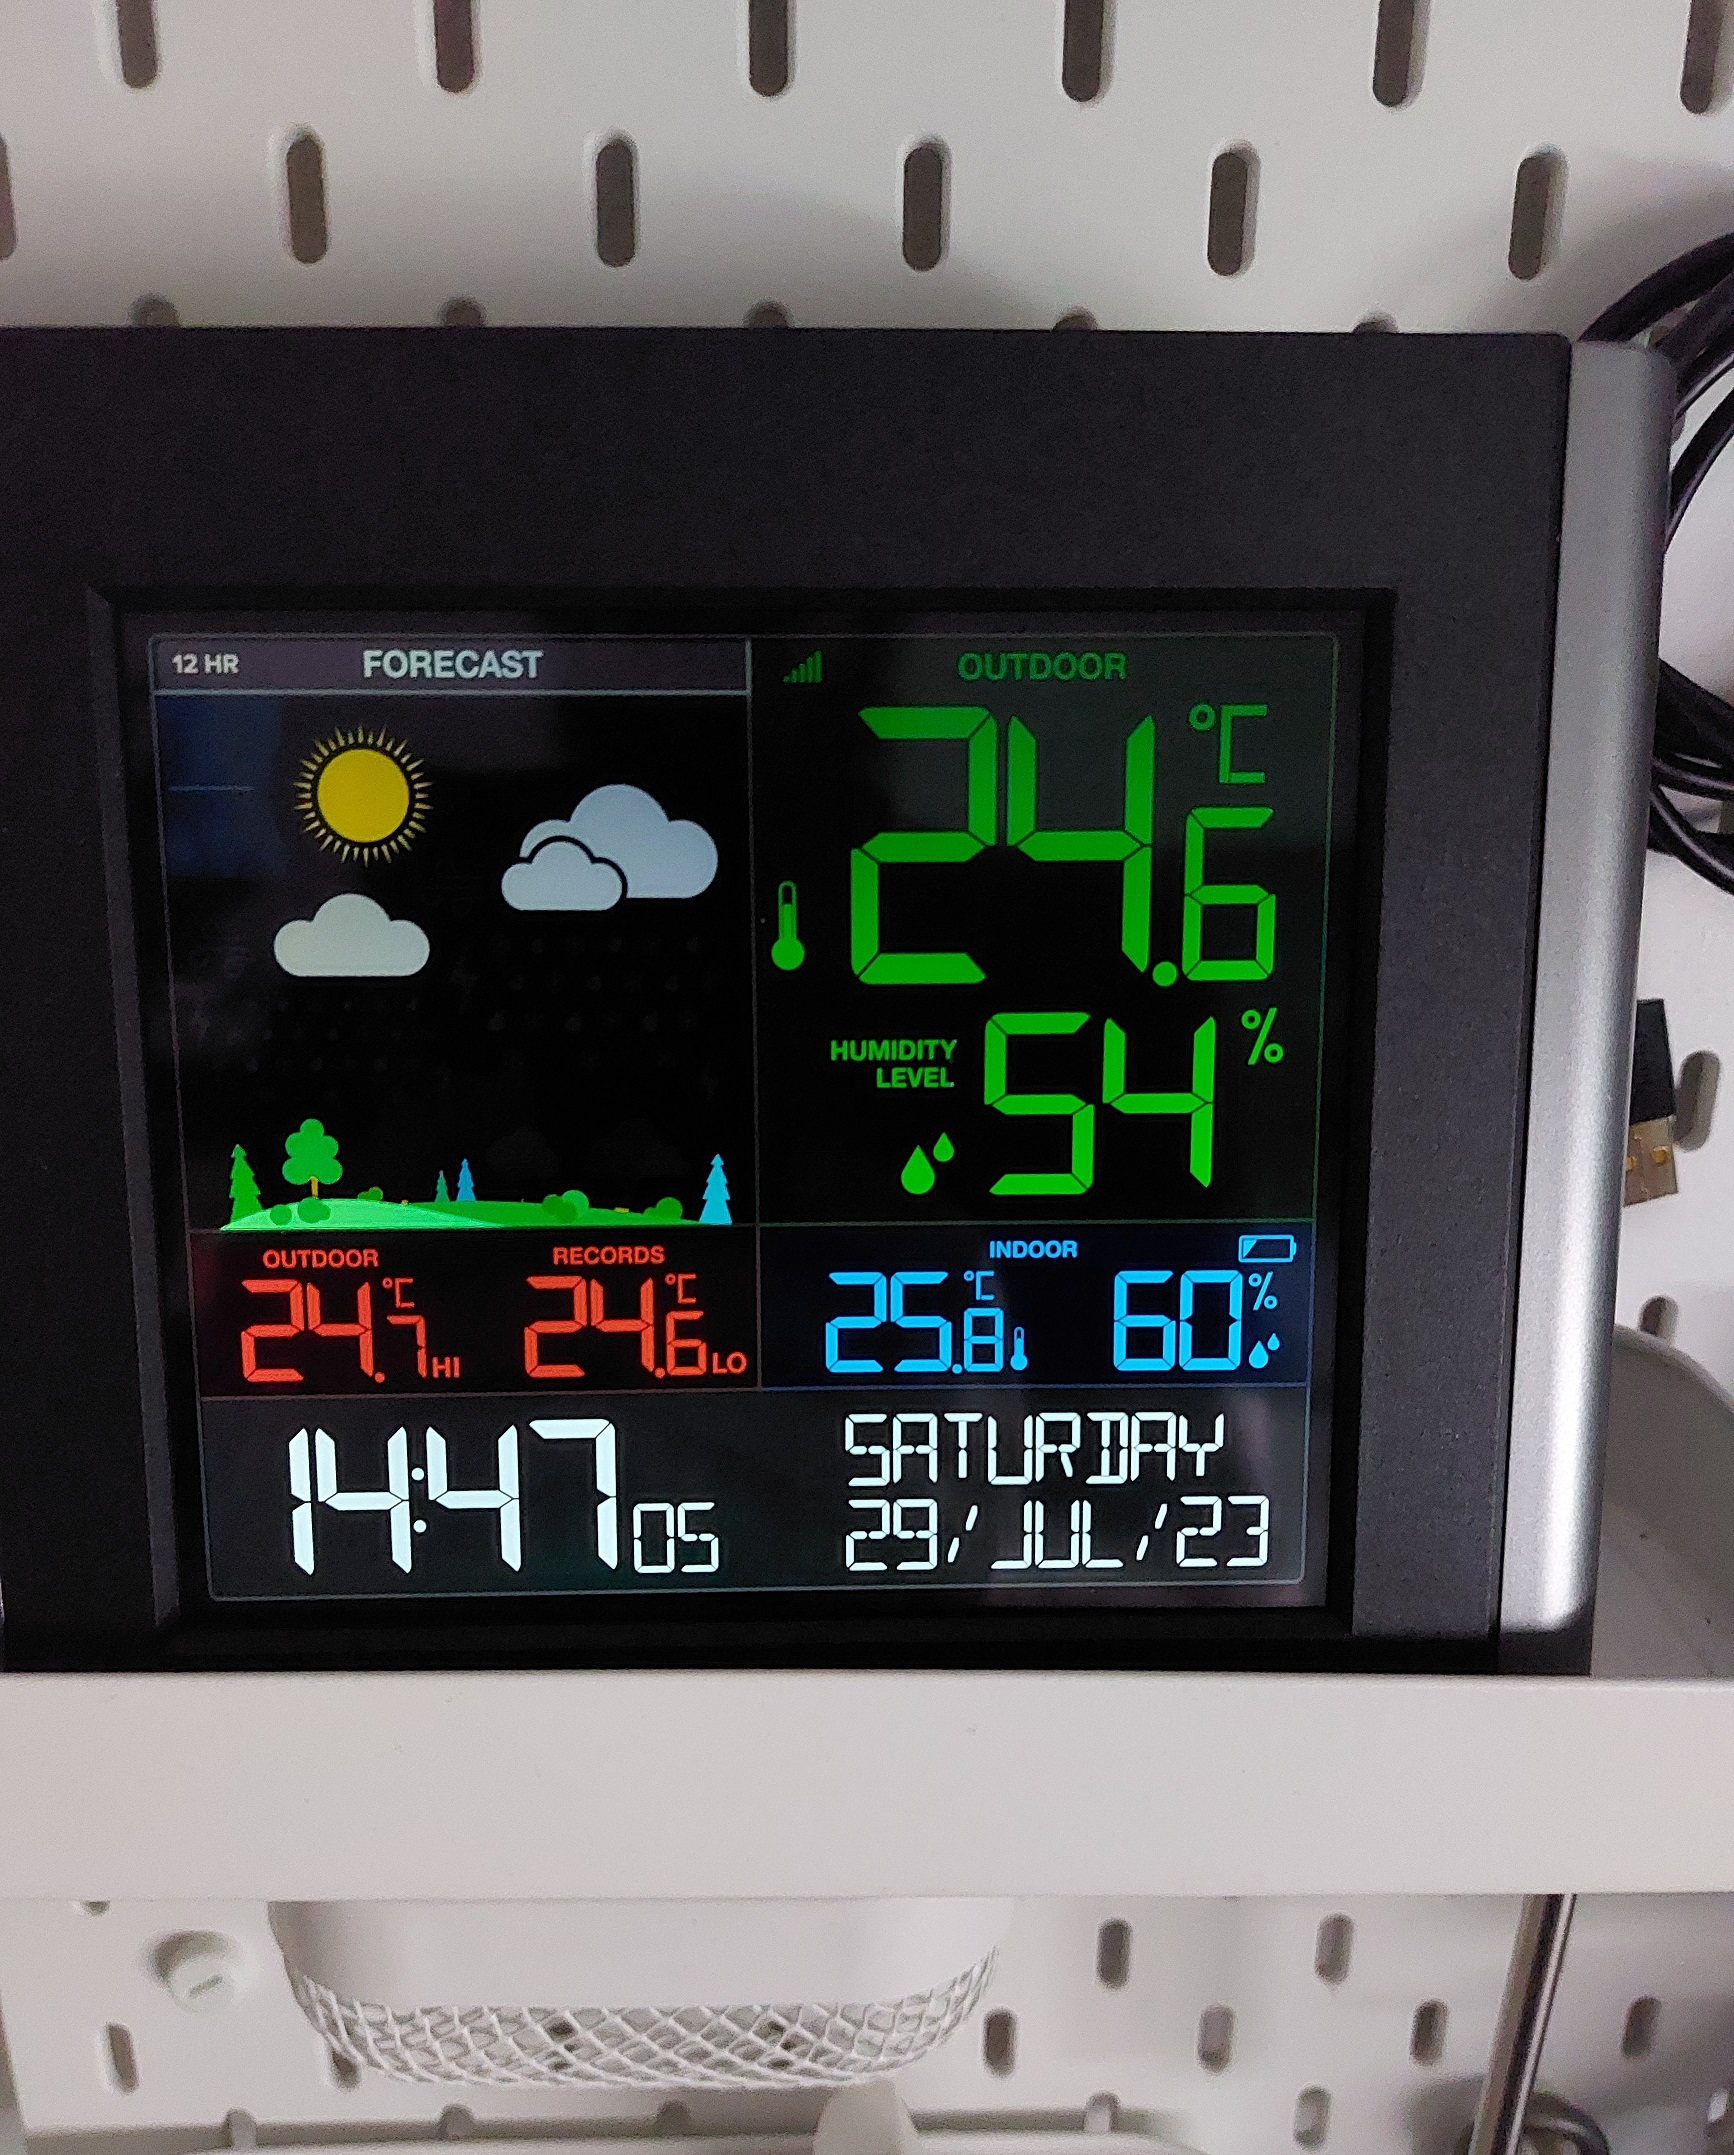 12 HR FORECAST
OUTDOOR
24.6 °C
HUMIDITY
LEVEL
54 %
OUTDOOR RECORDS
24.7 °C HI 24.6 °C LO
INDOOR
25.8 °C 60 %
14:47 05
SATURDAY
29/JUL/23